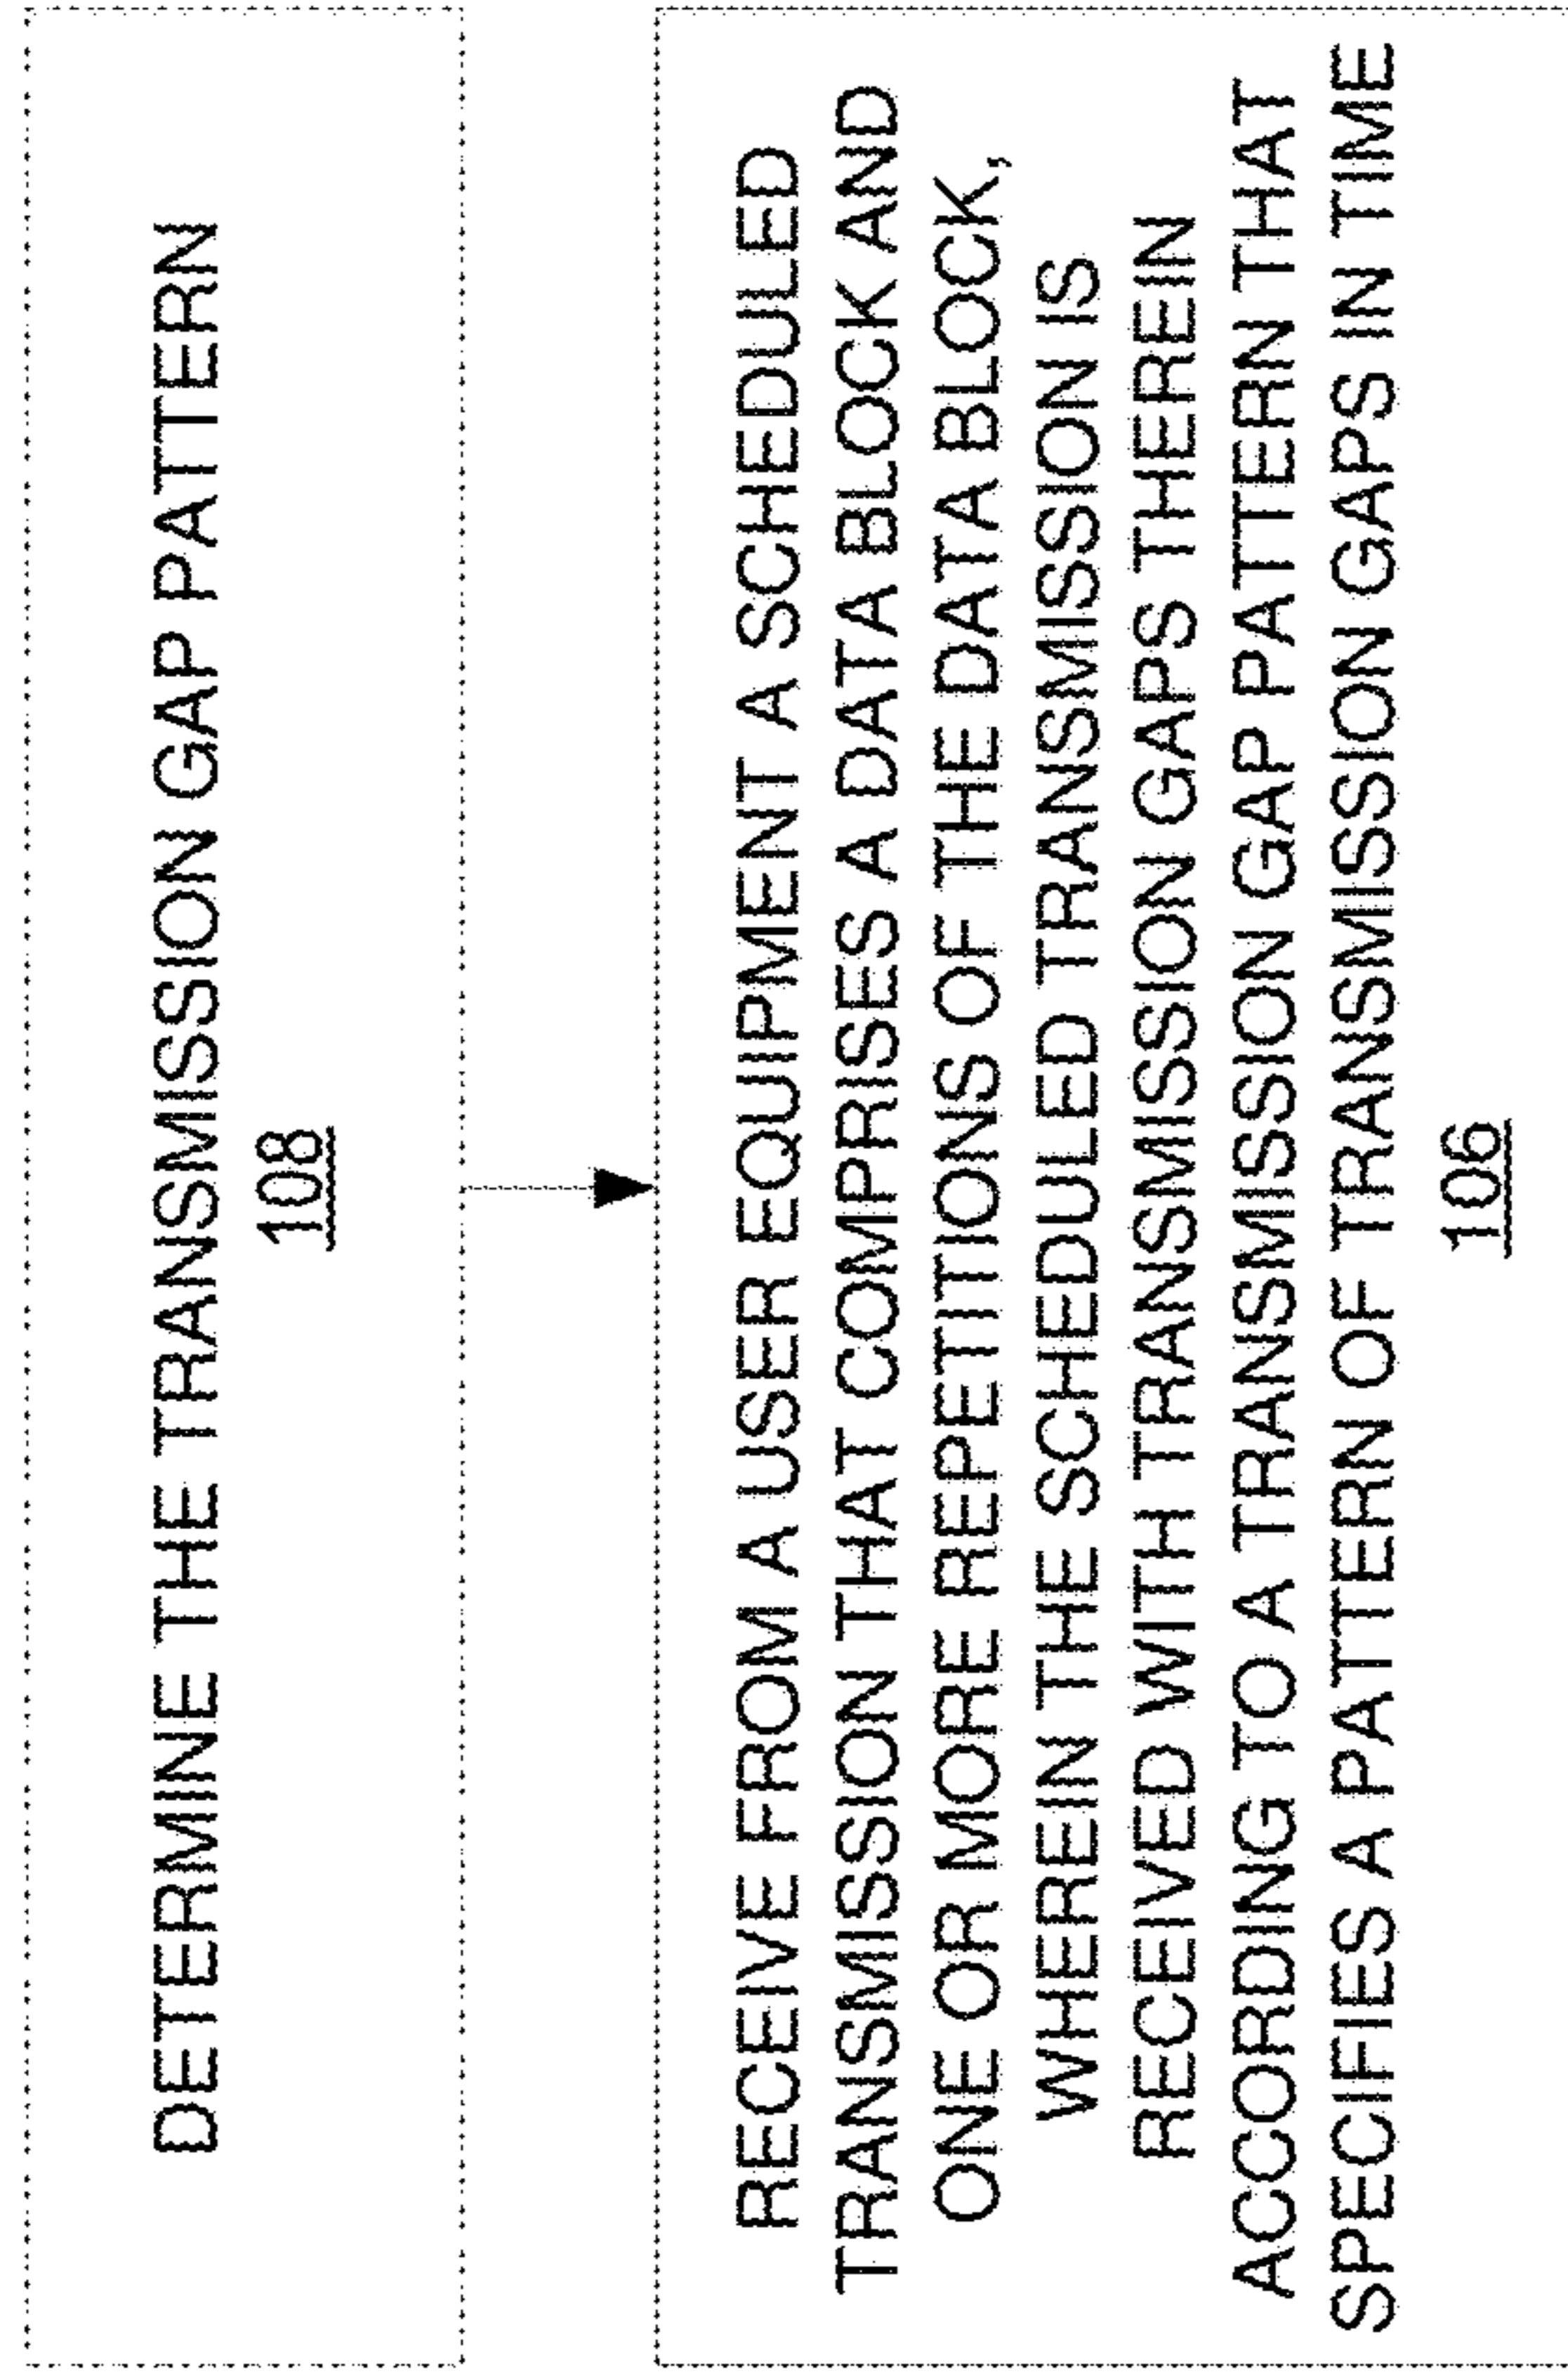 DETERMINE THE TRANSMISSION GAP PATTERN
108
RECEIVE FROM A USER EQUIPMENT A SCHEDULED
TRANSMISSION THAT COMPRISES A DATA BLOCK AND
ONE OR MORE REPETITIONS OF THE DATA BLOCK,
WHEREIN THE SCHEDULED TRANSMISSION IS
RECEIVED WITH TRANSMISSION GAPS THEREIN
ACCORDING TO A TRANSMISSION GAP PATTERN THAT
SPECIFIES A PATTERN OF TRANSMISSION GAPS IN TIME
106